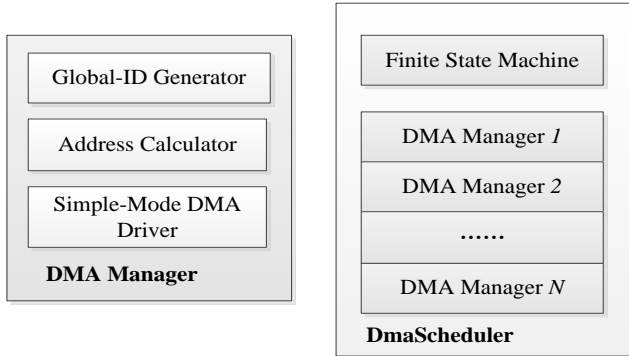 Global-ID Generator
Address Calculator
Simple-Mode DMA
Driver
DMA Manager
Finite State Machine
DMA Manager 1
DMA Manager 2
......
DMA Manager N
DmaScheduler